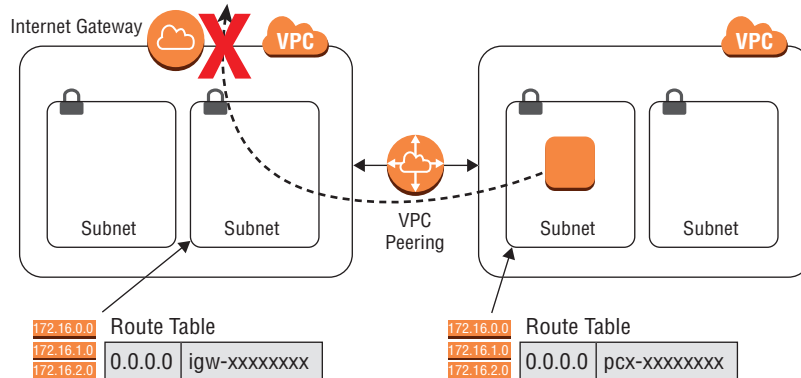 Internet Gateway
VPC
VPC
Subnet
Subnet
VPC
Peering
Subnet
Subnet
172.16.0.0
172.16.1.0
172.16.2.0
Route Table
0.0.0.0 igw-xxxxxxxx
172.16.0.0
172.16.1.0
172.16.2.0
Route Table
0.0.0.0 pcx-xxxxxxxx